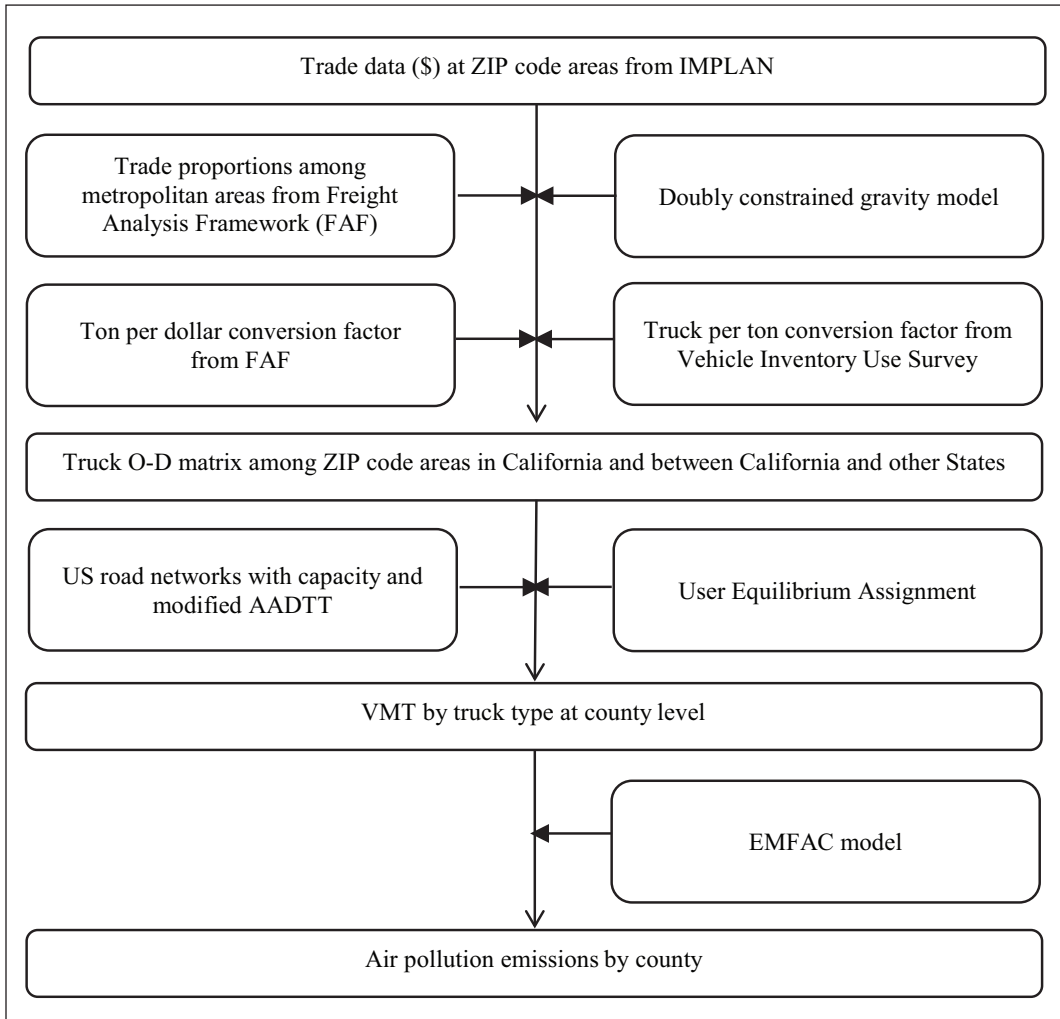 Trade data ($) at ZIP code areas from IMPLAN
Trade proportions among
metropolitan areas from Freight
Analysis Framework (FAF)
Doubly constrained gravity model
Ton per dollar conversion factor
from FAF
Truck per ton conversion factor from
Vehicle Inventory Use Survey
Truck O-D matrix among ZIP code areas in California and between California and other States
US road networks with capacity and
modified AADTT
User Equilibrium Assignment
VMT by truck type at county level
EMFAC model
Air pollution emissions by county